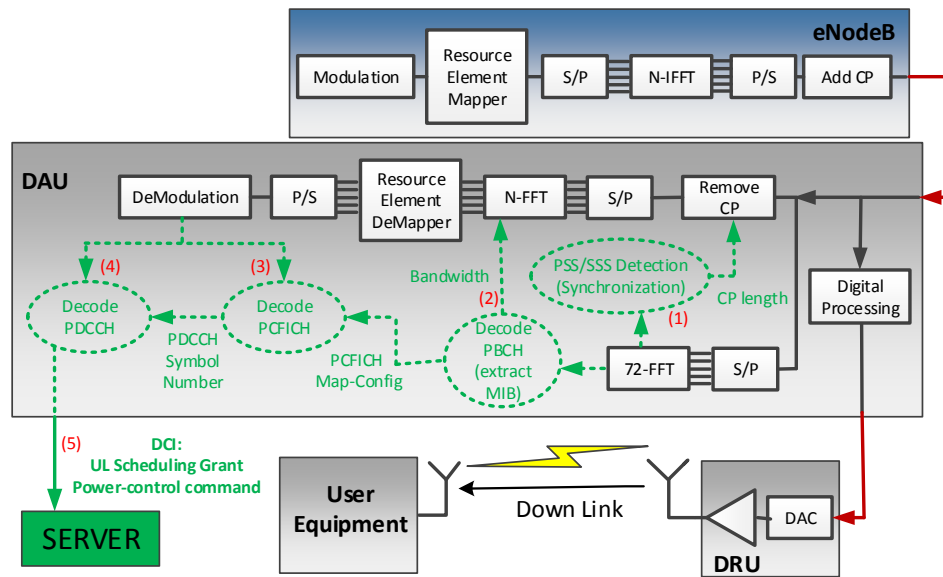 eNodeB
Modulation
Resource
Element
Mapper
S/P
N-IFFT
P/S
Add CP
DAU
DeModulation
P/S
Resource
Element
DeMapper
N-FFT
S/P
Remove
CP
(4)
(3)
Bandwidth
(2)
PSS/SSS Detection
(Synchronization)
CP length
Digital
Processing
Decode
PDCCH
Decode
PCFICH
(1)
PDCCH
Symbol
Number
PCFICH
Map-Config
Decode
PBCH
(extract
MIB)
72-FFT
S/P
(5)
DCI:
UL Scheduling Grant
Power-control command
SERVER
User
Equipment
Down Link
DAC
DRU